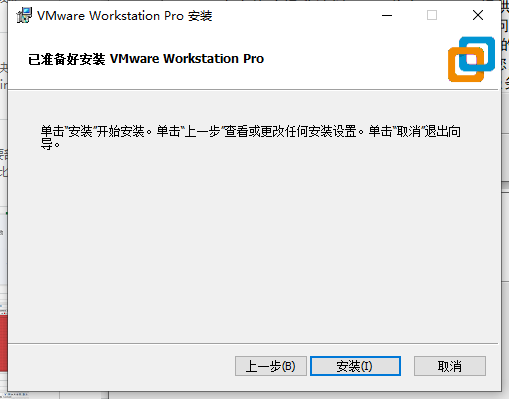 VMware Workstation Pro 安装
已准备好安装 VMware Workstation Pro
单击"安装"开始安装。单击"上一步"查看或更改任何安装设置。单击"取消"退出向
导。
上一步(B)
安装(I)
取消